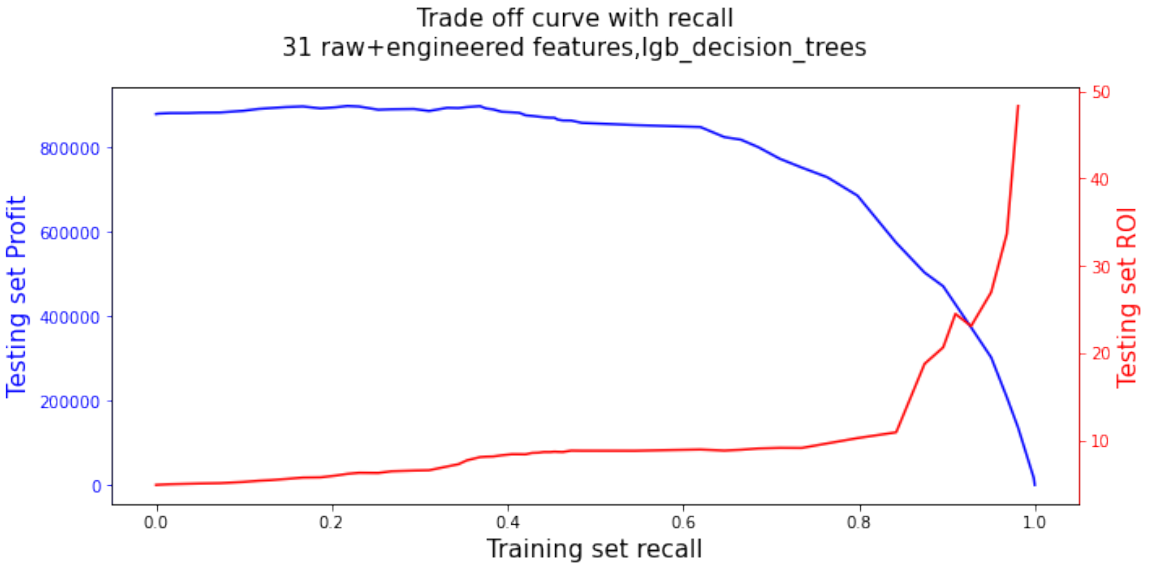 Trade off curve with recall
31 raw+engineered features,lgb_decision_trees
Testing set Profit
800000
600000
400000
200000
0
50
40
30
20
10
Testing set ROI
0.0 0.2 0.4 0.6 0.8 1.0
Training set recall